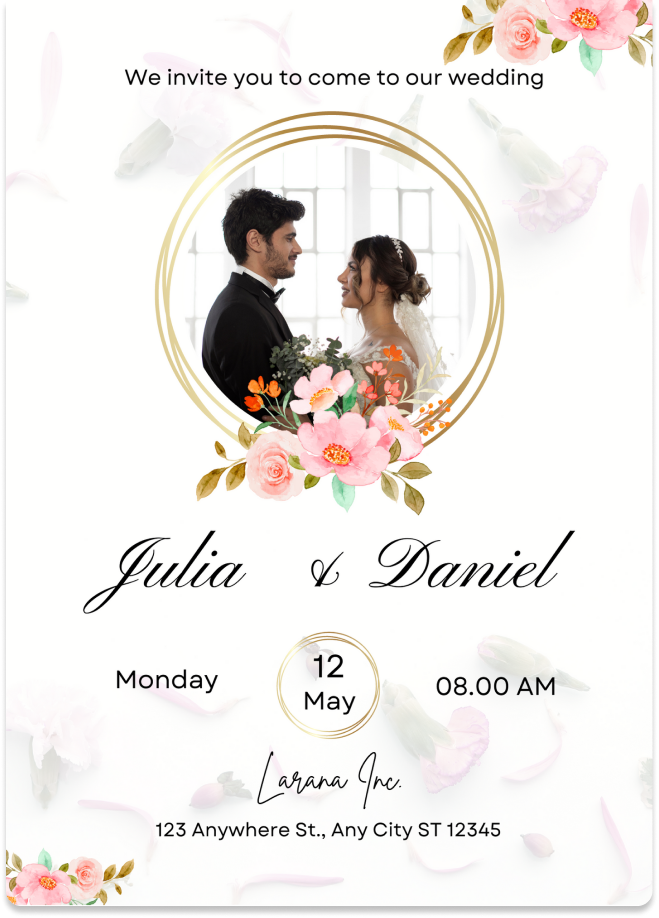 We invite you to come to our wedding
Julia & Daniel
Monday
12
May
08.00 AM
Larana Inc.
123 Anywhere St., Any City ST 12345